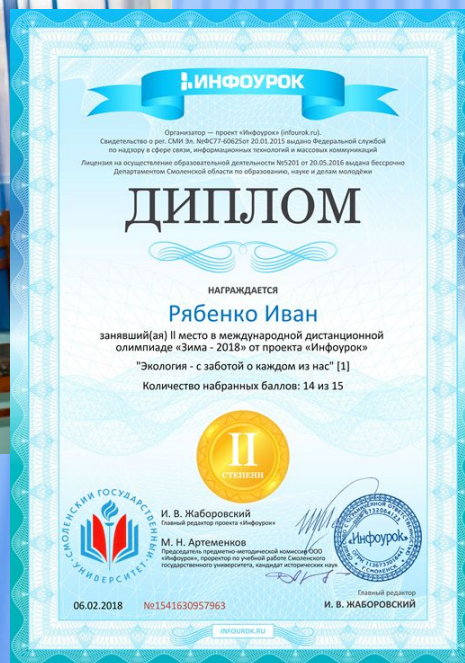 ИНФОУРОК
Организатор — проект «Инфоурок» (infourok.ru).
Свидетельство о рег. СМИ Эл. №ФС77-60625от 20.01.2015 выдано Федеральной службой
по надзору в сфере связи, информационных технологий и массовых коммуникаций
Лицензия на осуществление образовательной деятельности №5201 от 20.05.2016 выдана бессрочно
Департаментом Смоленской области по образованию, науке и делам молодёжи
ДИПЛОМ
НАГРАЖДАЕТСЯ
Рябенко Иван
занявший(ая) II место в международной дистанционной
олимпиаде «Зима - 2018» от проекта «Инфоурок»
"Экология - с заботой о каждом из нас" [1]
Количество набранных баллов: 14 из 15
II
СТЕПЕНИ
СМОЛЕНСКИЙ ГОСУДАРСТВЕННЫЙ УНИВЕРСИТЕТ
И. В. Жаборовский
Главный редактор проекта «Инфоурок»
М. Н. Артеменков
Председатель предметно-методической комиссии ООО
«Инфоурок», проректор по учебной работе Смоленского
государственного университета, кандидат исторических наук
«Инфоурок»
Главный редактор
06.02.2018 №1541630957963 И. В. ЖАБОРОВСКИЙ
INFOUROK.RU